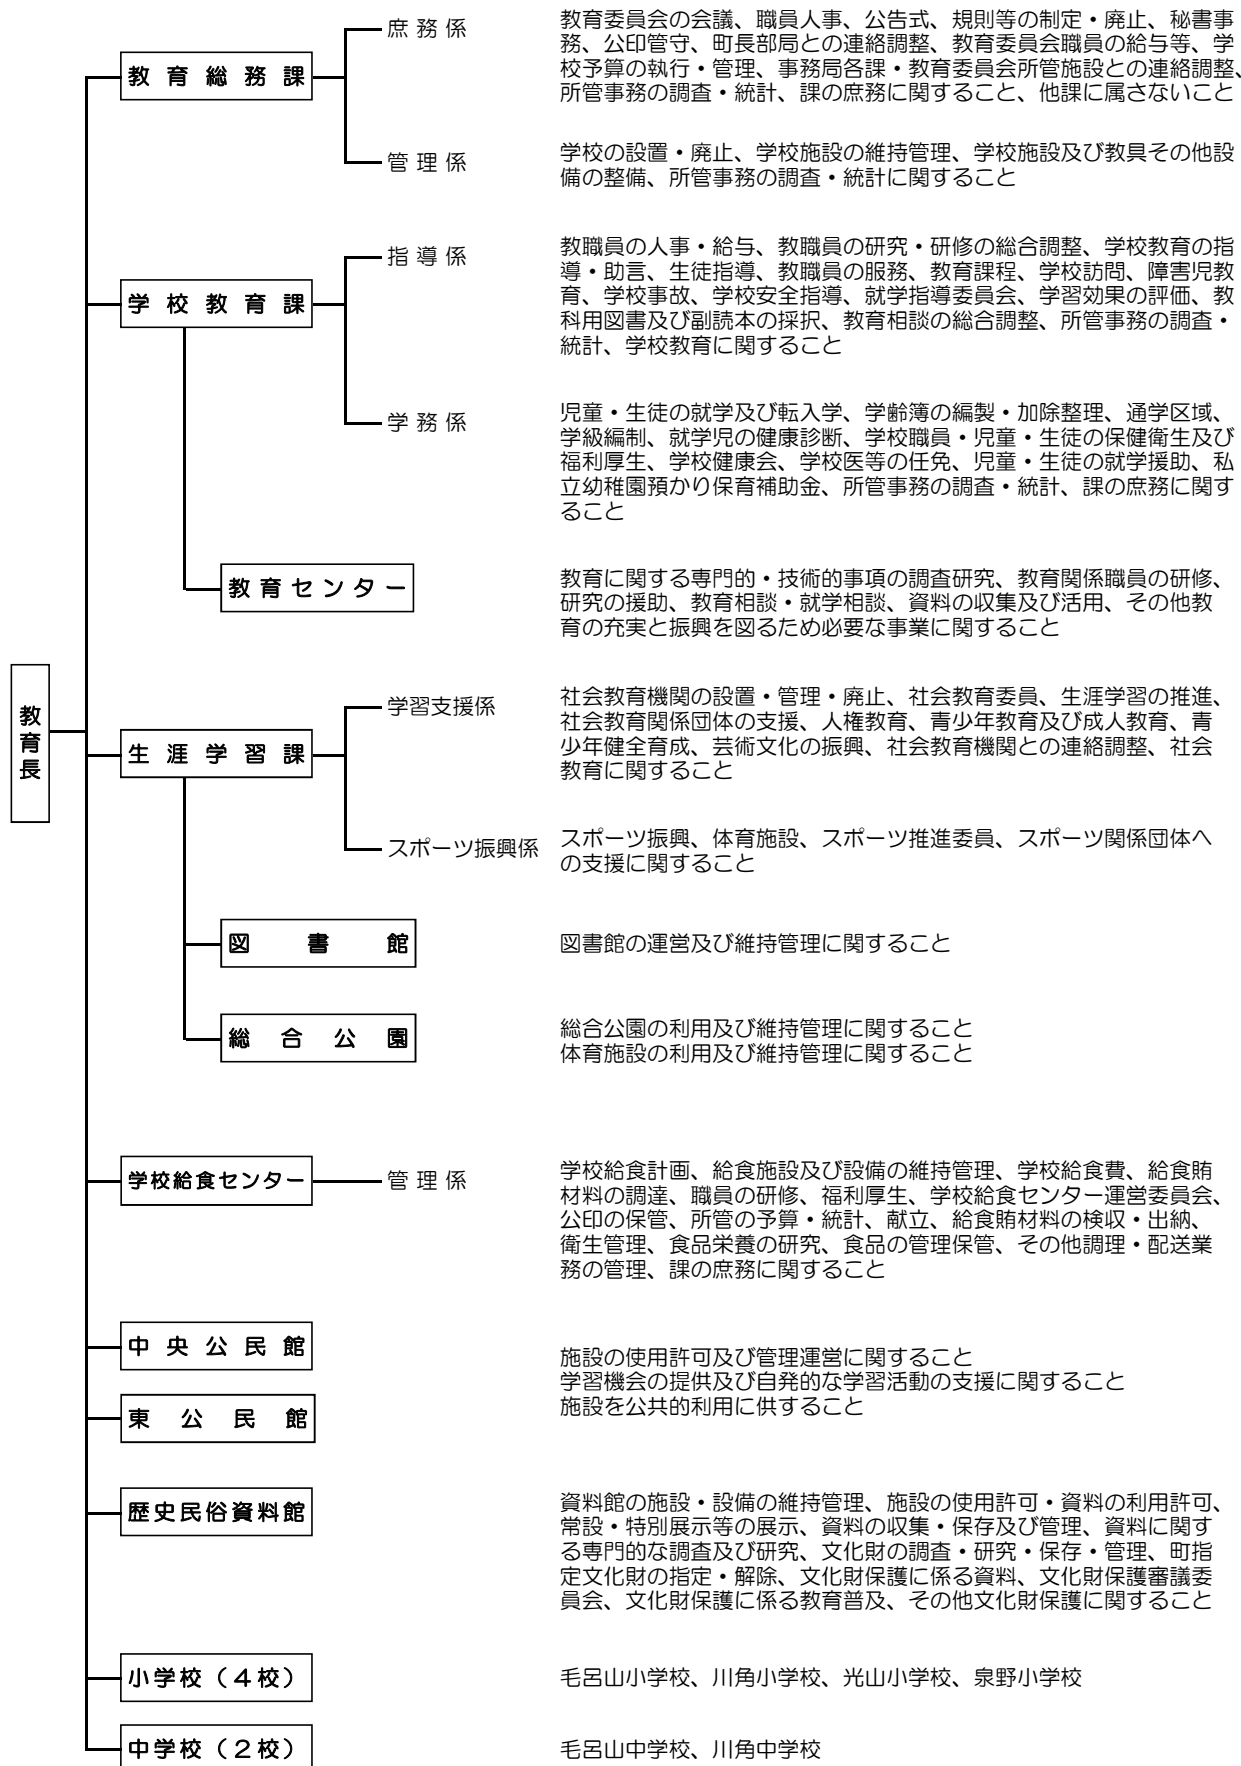 教育長
教育総務課
庶務係
教育委員会の会議、職員人事、公告式、規則等の制定・廃止、秘書事
務、公印管守、町長部局との連絡調整、教育委員会職員の給与等、学
校予算の執行・管理、事務局各課・教育委員会所管施設との連絡調整、
所管事務の調査・統計、課の庶務に関すること、他課に属さないこと
管理係
学校の設置・廃止、学校施設の維持管理、学校施設及び教具その他設
備の整備、所管事務の調査・統計に関すること
学校教育課
指導係
教職員の人事・給与、教職員の研究・研修の総合調整、学校教育の指
導・助言、生徒指導、教職員の服務、教育課程、学校訪問、障害児教
育、学校事故、学校安全指導、就学指導委員会、学習効果の評価、教
科用図書及び副読本の採択、教育相談の総合調整、所管事務の調査・
統計、学校教育に関すること
学務係
児童・生徒の就学及び転入学、学齢簿の編製・加除整理、通学区域、
学級編制、就学児の健康診断、学校職員・児童・生徒の保健衛生及び
福利厚生、学校健康会、学校医等の任免、児童・生徒の就学援助、私
立幼稚園預かり保育補助金、所管事務の調査・統計、課の庶務に関す
ること
教育センター
教育に関する専門的・技術的事項の調査研究、教育関係職員の研修、
研究の援助、教育相談・就学相談、資料の収集及び活用、その他教
育の充実と振興を図るため必要な事業に関すること
生涯学習課
学習支援係
社会教育機関の設置・管理・廃止、社会教育委員、生涯学習の推進、
社会教育関係団体の支援、人権教育、青少年教育及び成人教育、青
少年健全育成、芸術文化の振興、社会教育機関との連絡調整、社会
教育に関すること
スポーツ振興係
スポーツ振興、体育施設、スポーツ推進委員、スポーツ関係団体へ
の支援に関すること
図書館
図書館の運営及び維持管理に関すること
総合公園
総合公園の利用及び維持管理に関すること
体育施設の利用及び維持管理に関すること
学校給食センター
管理係
学校給食計画、給食施設及び設備の維持管理、学校給食費、給食賄
材料の調達、職員の研修、福利厚生、学校給食センター運営委員会、
公印の保管、所管の予算・統計、献立、給食賄材料の検収・出納、
衛生管理、食品栄養の研究、食品の管理保管、その他調理・配送業
務の管理、課の庶務に関すること
中央公民館
東公民館
施設の使用許可及び管理運営に関すること
学習機会の提供及び自発的な学習活動の支援に関すること
施設を公共的利用に供すること
歴史民俗資料館
資料館の施設・設備の維持管理、施設の使用許可・資料の利用許可、
常設・特別展示等の展示、資料の収集・保存及び管理、資料に関す
る専門的な調査及び研究、文化財の調査・研究・保存・管理、町指
定文化財の指定・解除、文化財保護に係る資料、文化財保護審議委
員会、文化財保護に係る教育普及、その他文化財保護に関すること
小学校（４校）
毛呂山小学校、川角小学校、光山小学校、泉野小学校
中学校（２校）
毛呂山中学校、川角中学校